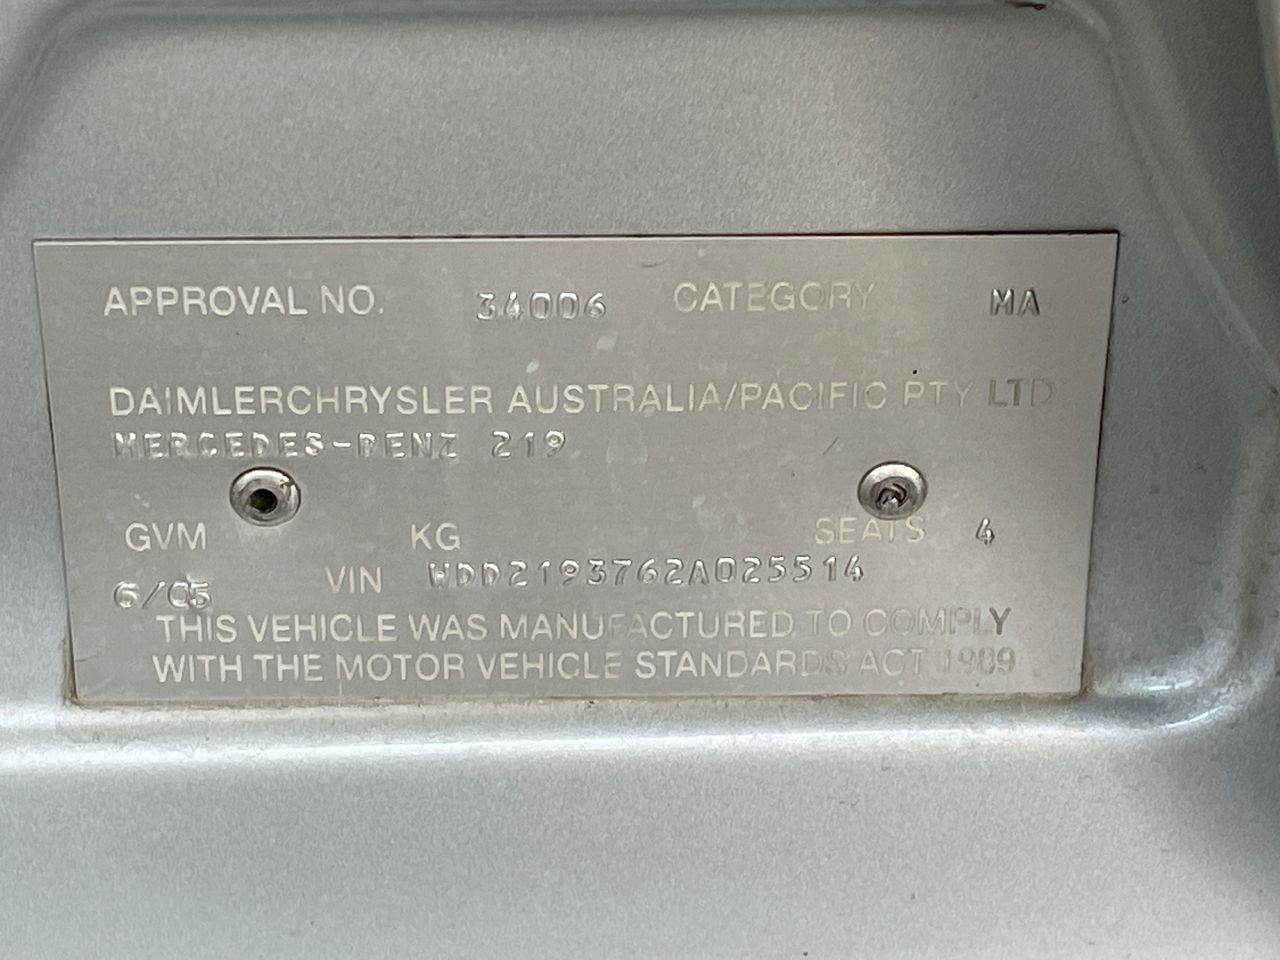 APPROVAL NO. 34006 CATEGORY MA
DAIMLERCHRYSLER AUSTRALIA/PACIFIC PTY LTD
MERCEDES-BENZ 219
GVM KG SEATS 4
6/05 VIN WDD2193762A025514
THIS VEHICLE WAS MANUFACTURED TO COMPLY
WITH THE MOTOR VEHICLE STANDARDS ACT 1989